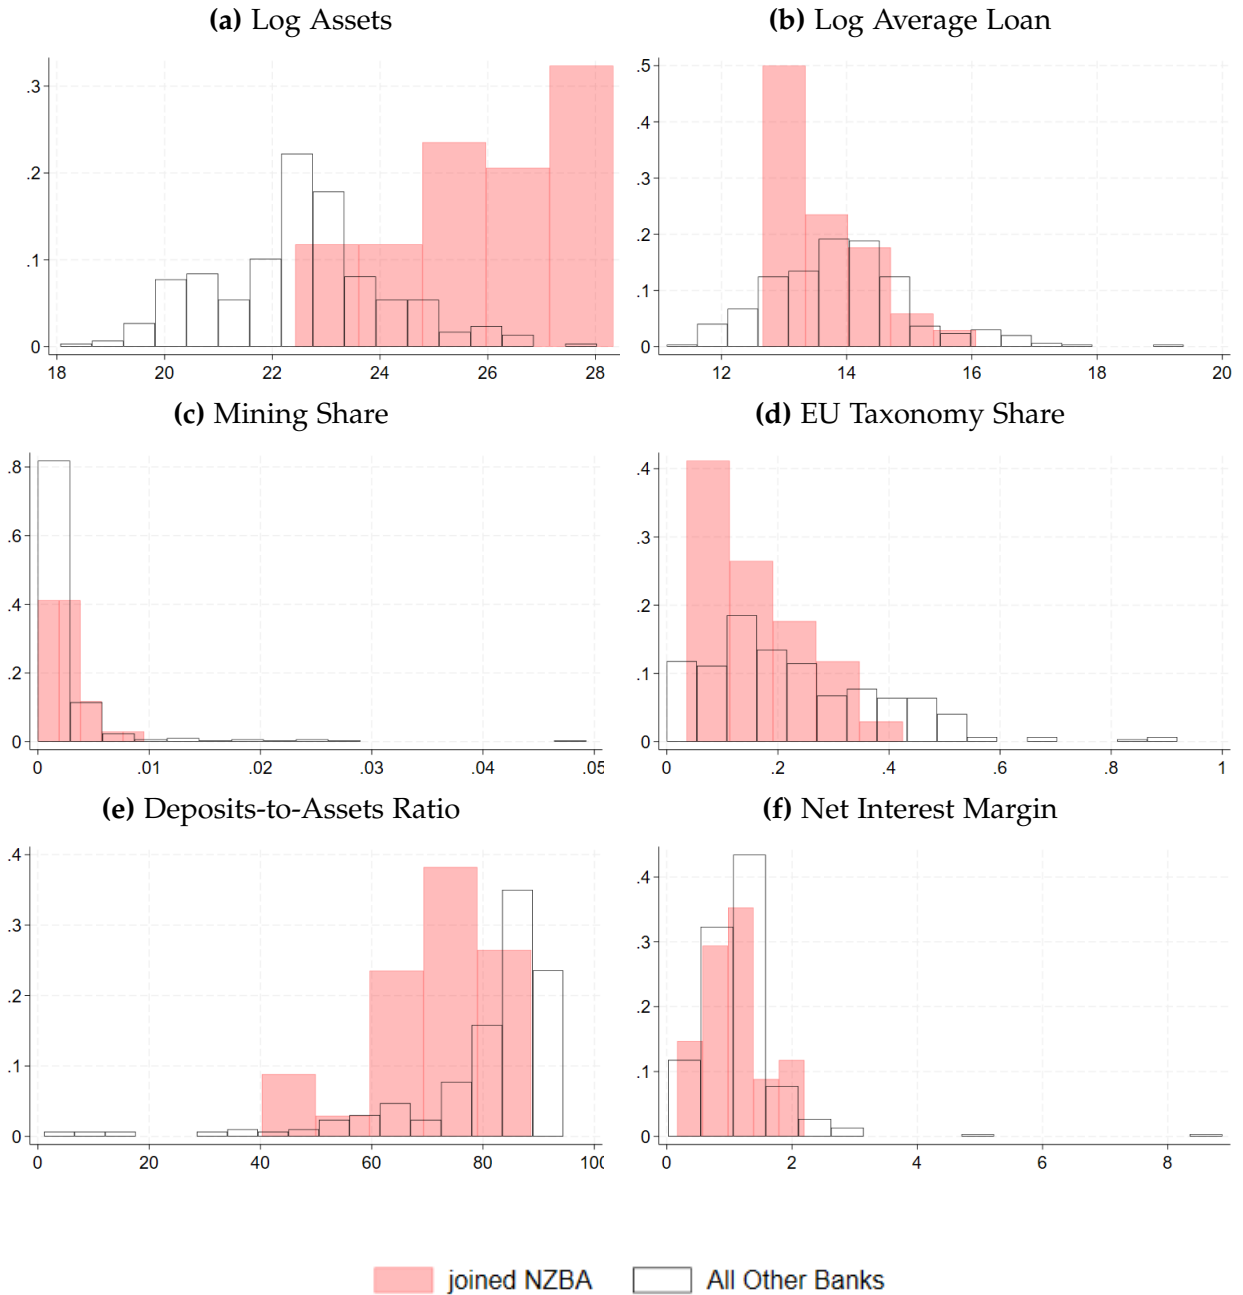 (a) Log Assets
(b) Log Average Loan
.3
.2
.1
0
18 20 22 24 26 28
.5
.4
.3
.2
.1
0
12 14 16 18 20
(c) Mining Share
(d) EU Taxonomy Share
.8
.6
.4
.2
0
0 .01 .02 .03 .04 .05
.4
.3
.2
.1
0
0 .2 .4 .6 .8 1
(e) Deposits-to-Assets Ratio
(f) Net Interest Margin
.4
.3
.2
.1
0
0 20 40 60 80 100
.4
.3
.2
.1
0
0 2 4 6 8
joined NZBA
All Other Banks